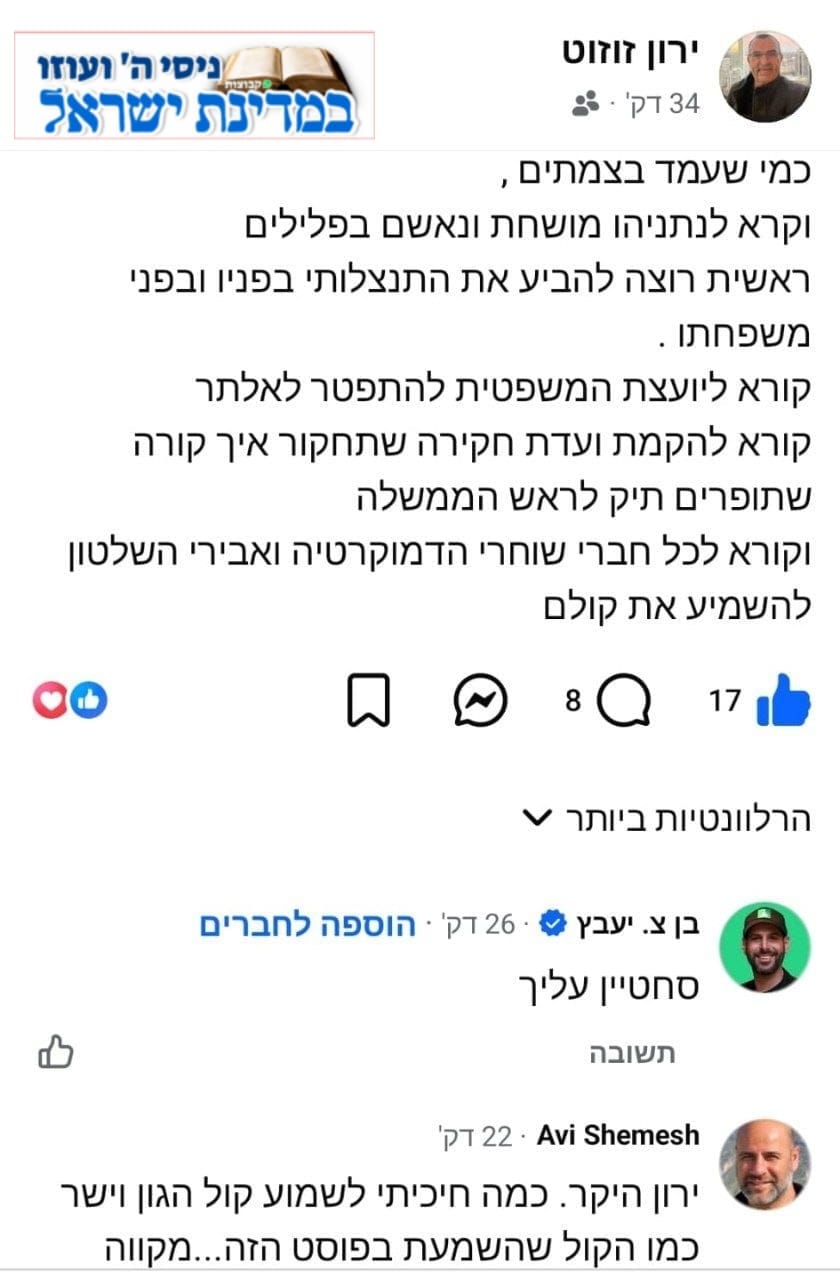 ניסי ה' ועוזו
קבוצות
במדינת ישראל
ירון זוזוט
34 דק' ·
כמי שעמד בצמתים ,
וקרא לנתניהו מושחת ונאשם בפלילים
ראשית רוצה להביע את התנצלותי בפניו ובפני
משפחתו .
קורא ליועצת המשפטית להתפטר לאלתר
קורא להקמת ועדת חקירה שתחקור איך קורה
שתופרים תיק לראש הממשלה
וקורא לכל חברי שוחרי הדמוקרטיה ואבירי השלטון
להשמיע את קולם
17 8
הרלוונטיות ביותר
בן צ. יעבץ · 26 דק' · הוספה לחברים
סחטיין עליך
תשובה
Avi Shemesh · 22 דק'
ירון היקר. כמה חיכיתי לשמוע קול הגון וישר
כמו הקול שהשמעת בפוסט הזה...מקווה